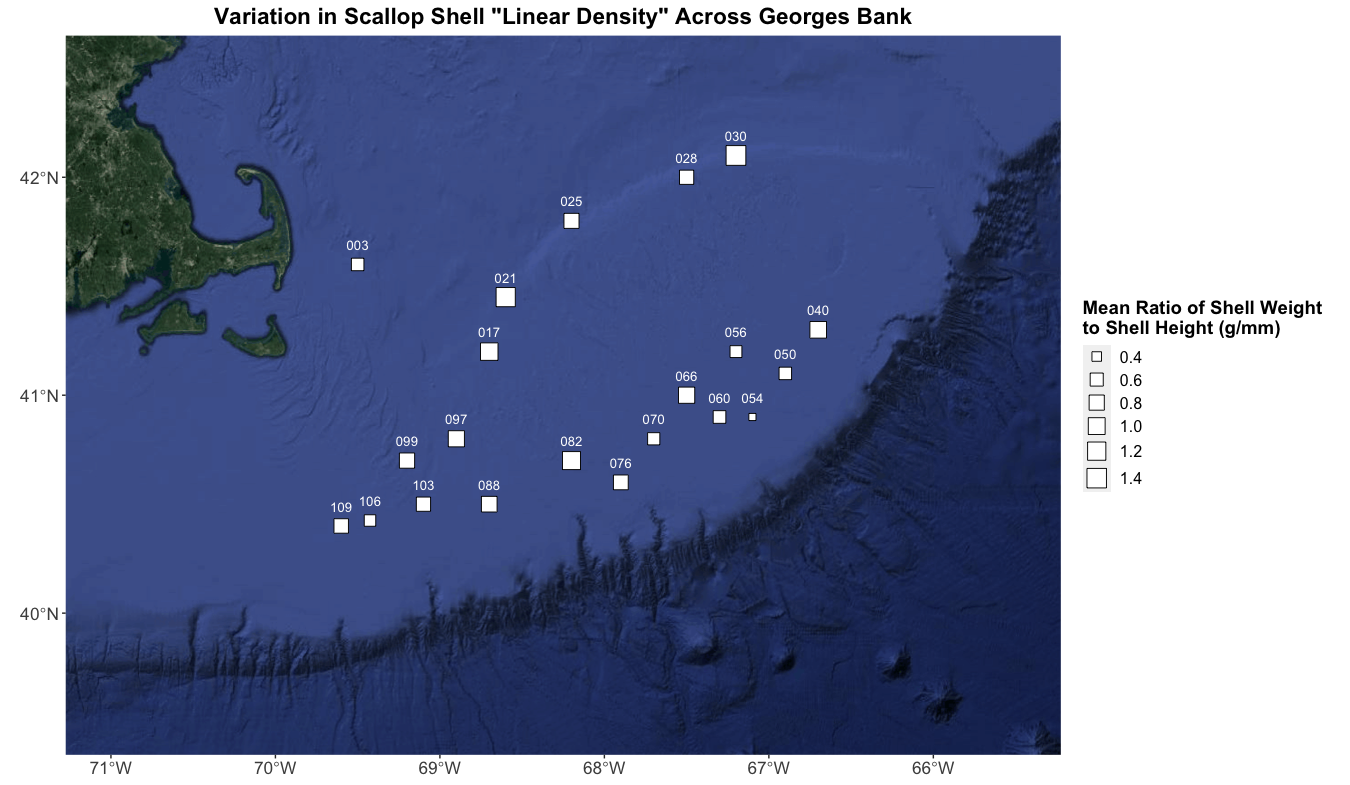 Variation in Scallop Shell "Linear Density" Across Georges Bank
030
028
42°N
025
003
021
040
017
056
050
066
41°N
060
054
097
070
099
082
076
103
088
109
106
40°N
71°W
70°W
69°W
68°W
67°W
66°W
Mean Ratio of Shell Weight
to Shell Height (g/mm)
0.4
0.6
0.8
1.0
1.2
1.4